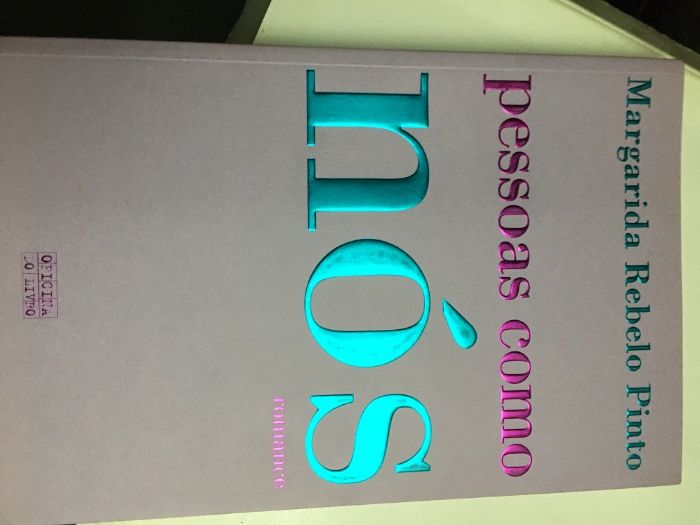 Margarida Rebelo Pinto
pessoas como
nós
romance
OFICINA
DO LIVRO